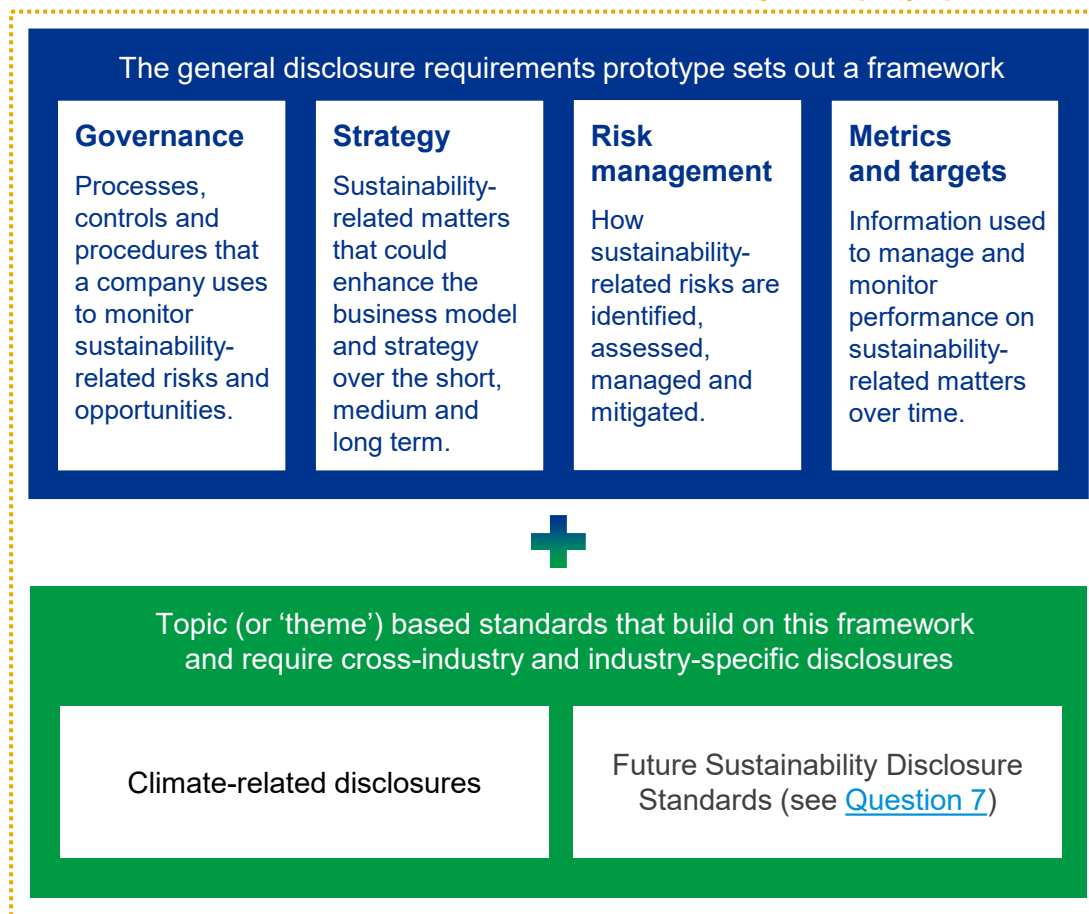 The general disclosure requirements prototype sets out a framework
Governance
Processes,
controls and
procedures that
a company uses
to monitor
sustainability-
related risks and
opportunities.
Strategy
Sustainability-
related matters
that could
enhance the
business model
and strategy
over the short,
medium and
long term.
Risk
management
How
sustainability-
related risks are
identified,
assessed,
managed and
mitigated.
Metrics
and targets
Information used
to manage and
monitor
performance on
sustainability-
related matters
over time.
Topic (or ‘theme’) based standards that build on this framework
and require cross-industry and industry-specific disclosures
Climate-related disclosures
Future Sustainability Disclosure
Standards (see Question 7)